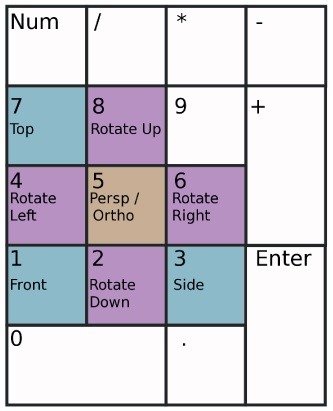 Num / * -
7 8 9 +
Top Rotate Up
4 5 6
Rotate Persp / Rotate
Left Ortho Right
1 2 3 Enter
Front Rotate Side
Down
0 .